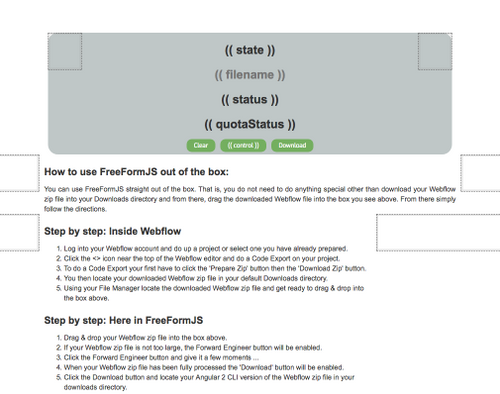 (( state ))
(( filename ))
(( status ))
(( quotaStatus ))
Clear (( control )) Download
How to use FreeFormJS out of the box:
You can use FreeFormJS straight out of the box. That is, you do not need to do anything special other than download your Webflow
zip file into your Downloads directory and from there, drag the downloaded Webflow file into the box you see above. From there simply
follow the directions.
Step by step: Inside Webflow
1. Log into your Webflow account and do up a project or select one you have already prepared.
2. Click the <> icon near the top of the Webflow editor and do a Code Export on your project.
3. To do a Code Export your first have to click the 'Prepare Zip' button then the 'Download Zip' button.
4. You then locate your downloaded Webflow zip file in your default Downloads directory.
5. Using your File Manager locate the downloaded Webflow zip file and get ready to drag & drop into
the box above.
Step by step: Here in FreeFormJS
1. Drag & drop your Webflow zip file into the box above.
2. If your Webflow zip file is not too large, the Forward Engineer button will be enabled.
3. Click the Forward Engineer button and give it a few moments ...
4. When your Webflow zip file has been fully processed the 'Download' button will be enabled.
5. Click the Download button and locate your Angular 2 CLI version of the Webflow zip file in your
downloads directory.